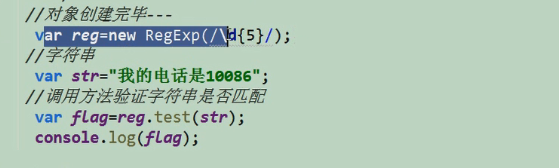 //对象创建完毕---
var reg=new RegExp(/\d{5}/);
//字符串
var str="我的电话是10086";
//调用方法验证字符串是否匹配
var flag=reg.test(str);
console.log(flag);